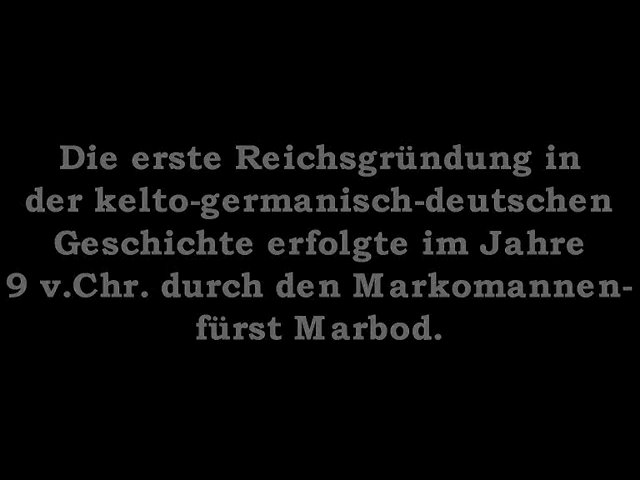 Die erste Reichsgründung in
der kelto-germanisch-deutschen
Geschichte erfolgte im Jahre
9 v.Chr. durch den Markomannen-
fürst Marbod.